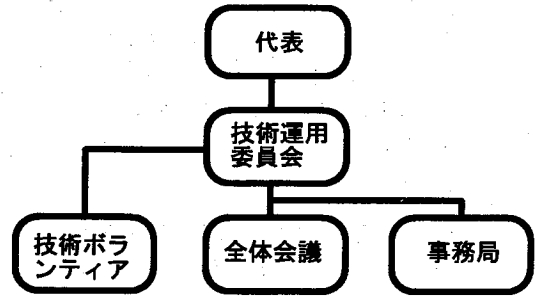 代表
技術運用
委員会
技術ボラ
ンティア
全体会議
事務局